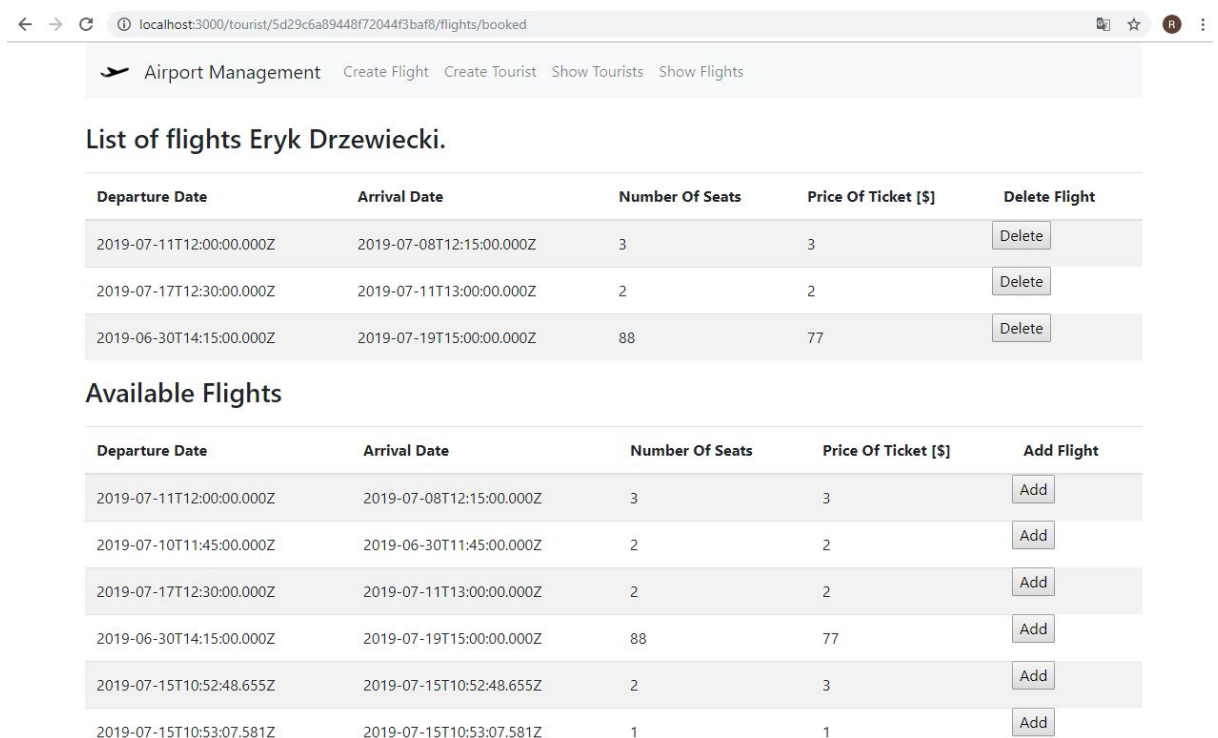 localhost:3000/tourist/5d29c6a89448f72044f3baf8/flights/booked
R
Airport Management Create Flight Create Tourist Show Tourists Show Flights
List of flights Eryk Drzewiecki.
Departure Date Arrival Date Number Of Seats Price Of Ticket [$] Delete Flight
2019-07-11T12:00:00.000Z 2019-07-08T12:15:00.000Z 3 3 Delete
2019-07-17T12:30:00.000Z 2019-07-11T13:00:00.000Z 2 2 Delete
2019-06-30T14:15:00.000Z 2019-07-19T15:00:00.000Z 88 77 Delete
Available Flights
Departure Date Arrival Date Number Of Seats Price Of Ticket [$] Add Flight
2019-07-11T12:00:00.000Z 2019-07-08T12:15:00.000Z 3 3 Add
2019-07-10T11:45:00.000Z 2019-06-30T11:45:00.000Z 2 2 Add
2019-07-17T12:30:00.000Z 2019-07-11T13:00:00.000Z 2 2 Add
2019-06-30T14:15:00.000Z 2019-07-19T15:00:00.000Z 88 77 Add
2019-07-15T10:52:48.655Z 2019-07-15T10:52:48.655Z 2 3 Add
2019-07-15T10:53:07.581Z 2019-07-15T10:53:07.581Z 1 1 Add